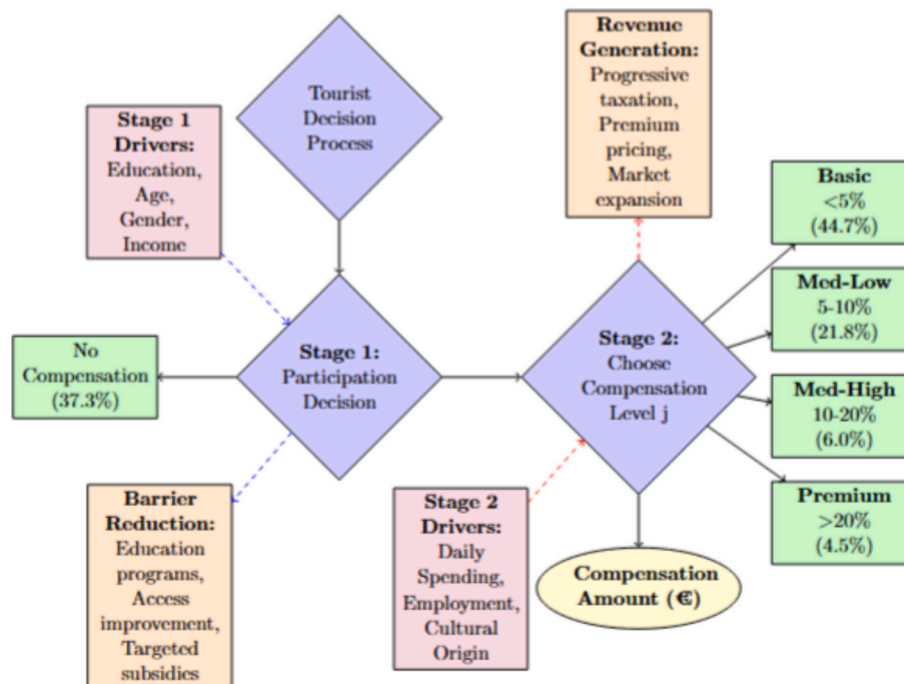 Tourist
Decision
Process
Stage 1
Drivers:
Education,
Age,
Gender,
Income
Revenue
Generation:
Progressive
taxation,
Premium
pricing,
Market
expansion
Basic
<5%
(44.7%)
Med-Low
5-10%
(21.8%)
No
Compensation
(37.3%)
Stage 1:
Participation
Decision
Stage 2:
Choose
Compensation
Level j
Med-High
10-20%
(6.0%)
Premium
>20%
(4.5%)
Barrier
Reduction:
Education
programs,
Access
improvement,
Targeted
subsidies
Stage 2
Drivers:
Daily
Spending,
Employment,
Cultural
Origin
Compensation
Amount (€)